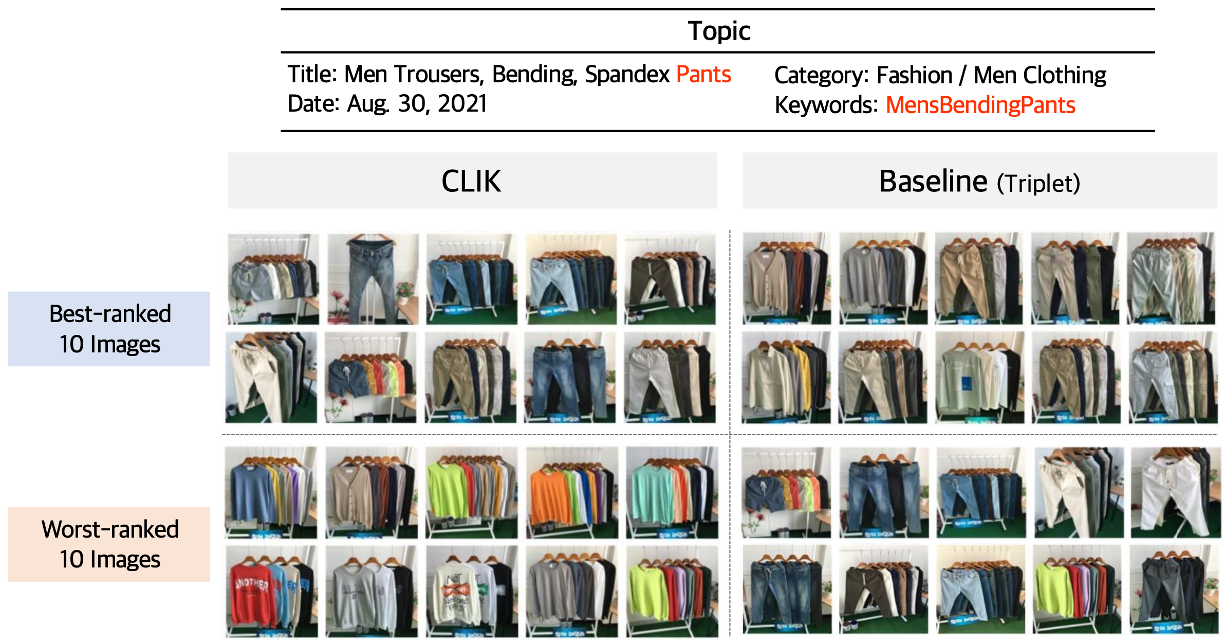 Topic
Title: Men Trousers, Bending, Spandex Pants
Date: Aug. 30, 2021
Category: Fashion / Men Clothing
Keywords: MensBendingPants
CLIK
Baseline (Triplet)
Best-ranked
10 Images
Worst-ranked
10 Images
ANOTHER
NOT